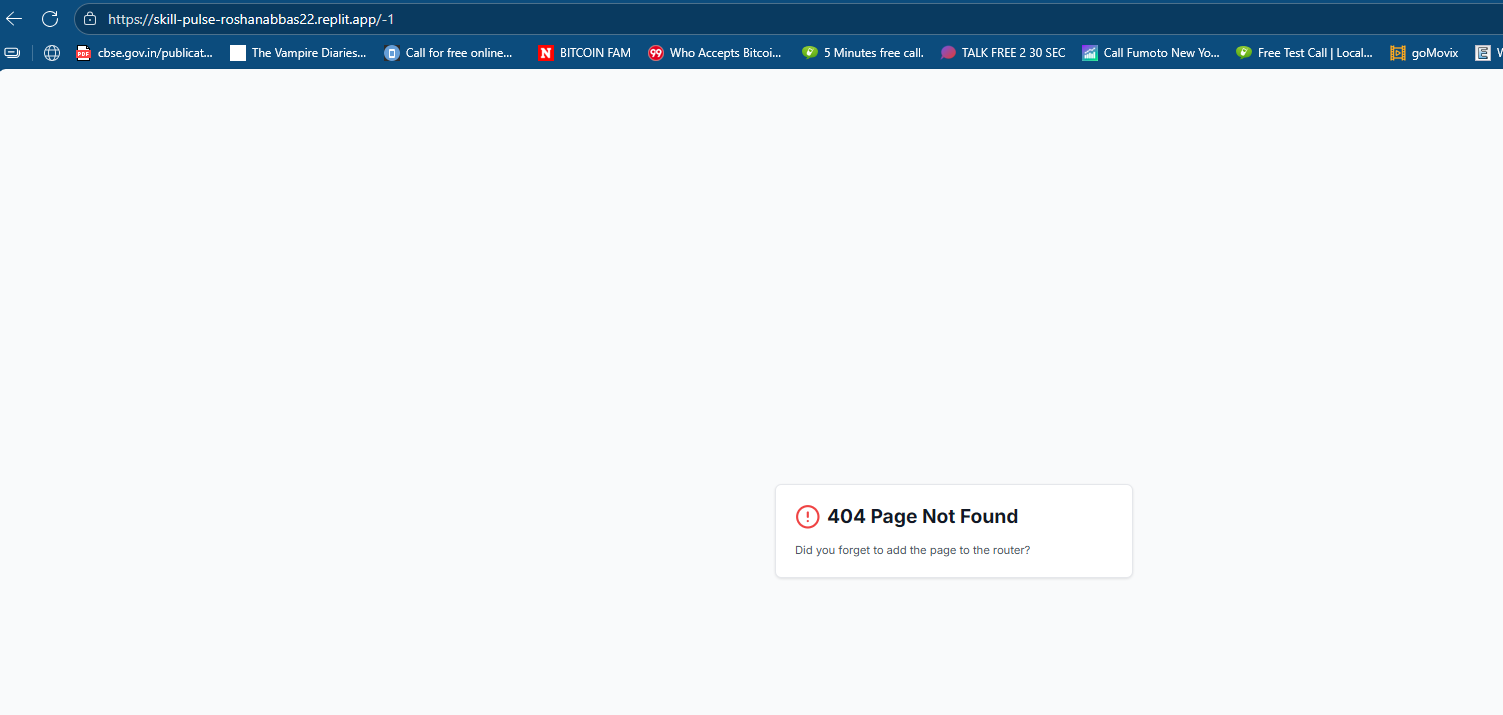 https://skill-pulse-roshanabbas22.replit.app/-1
PDF cbse.gov.in/publicat... The Vampire Diaries... Call for free online... N BITCOIN FAM 99 Who Accepts Bitcoi... 5 Minutes free call. TALK FREE 2 30 SEC Call Fumoto New Yo... Free Test Call | Local... goMovix E W
404 Page Not Found
Did you forget to add the page to the router?